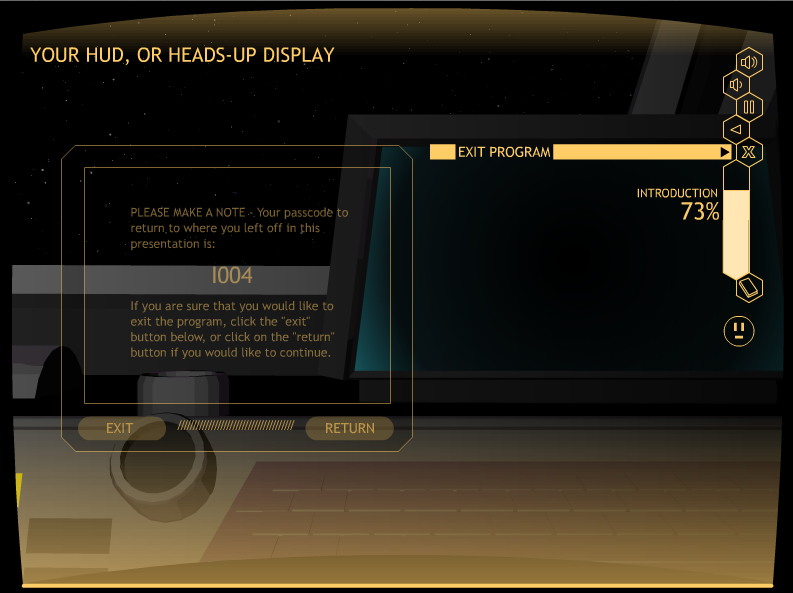 YOUR HUD, OR HEADS-UP DISPLAY
EXIT PROGRAM
X
INTRODUCTION
73%
PLEASE MAKE A NOTE - Your passcode to
return to where you left off in this
presentation is:
I004
If you are sure that you would like to
exit the program, click the "exit"
button below, or click on the "return"
button if you would like to continue.
EXIT
RETURN